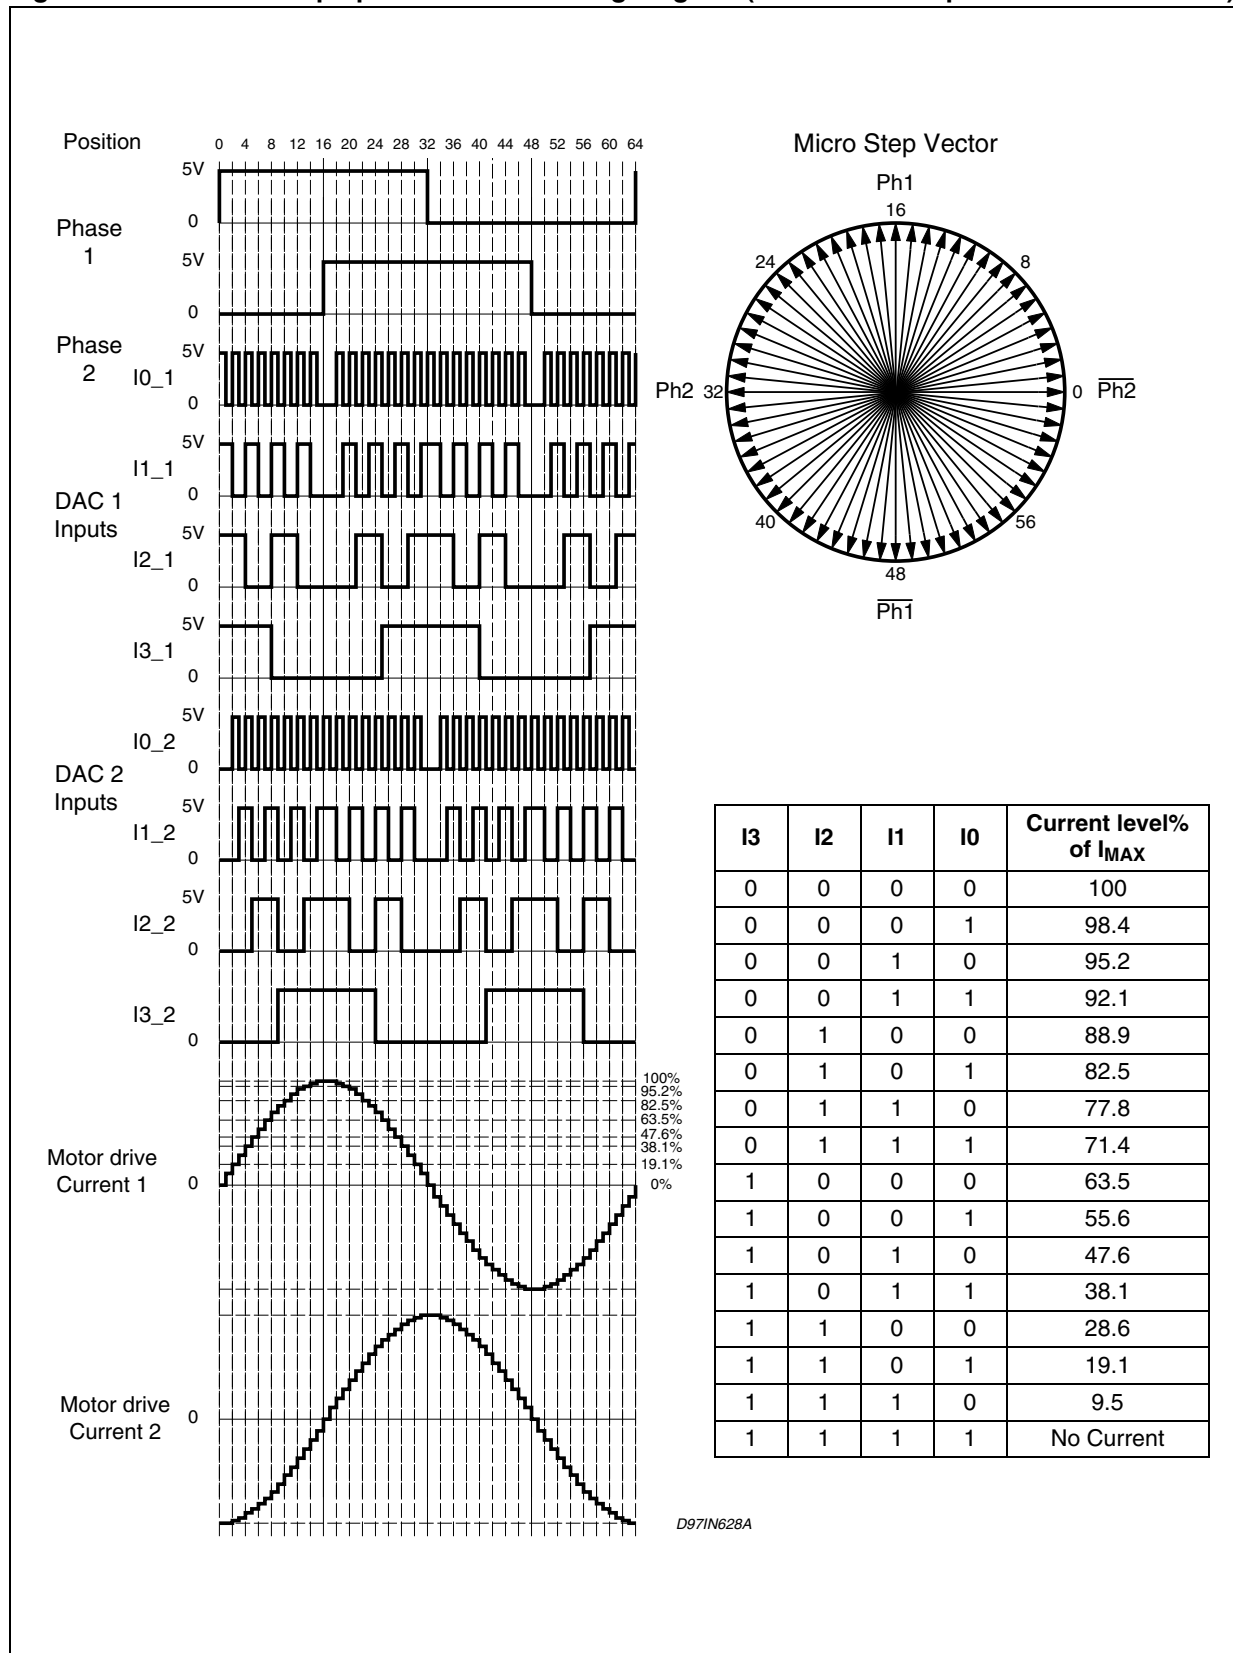 Position
0 4 8 12 16 20 24 28 32 36 40 44 48 52 56 60 64
5V
0
Phase
1
5V
0
Phase
2
I0_1
5V
0
I1_1
5V
0
DAC 1
Inputs
I2_1
5V
0
I3_1
5V
0
I0_2
5V
0
DAC 2
Inputs
I1_2
5V
0
I2_2
5V
0
I3_2
5V
0
100%
95.2%
82.5%
63.5%
47.6%
38.1%
19.1%
0%
Motor drive
Current 1
0
Motor drive
Current 2
0
Micro Step Vector
Ph1
16
24
8
Ph2 32
0 P̅h̅2̅
40
56
48
P̅h̅1̅
I3 I2 I1 I0 Current level%
of IMAX
0 0 0 0 100
0 0 0 1 98.4
0 0 1 0 95.2
0 0 1 1 92.1
0 1 0 0 88.9
0 1 0 1 82.5
0 1 1 0 77.8
0 1 1 1 71.4
1 0 0 0 63.5
1 0 0 1 55.6
1 0 1 0 47.6
1 0 1 1 38.1
1 1 0 0 28.6
1 1 0 1 19.1
1 1 1 0 9.5
1 1 1 1 No Current
D97IN628A